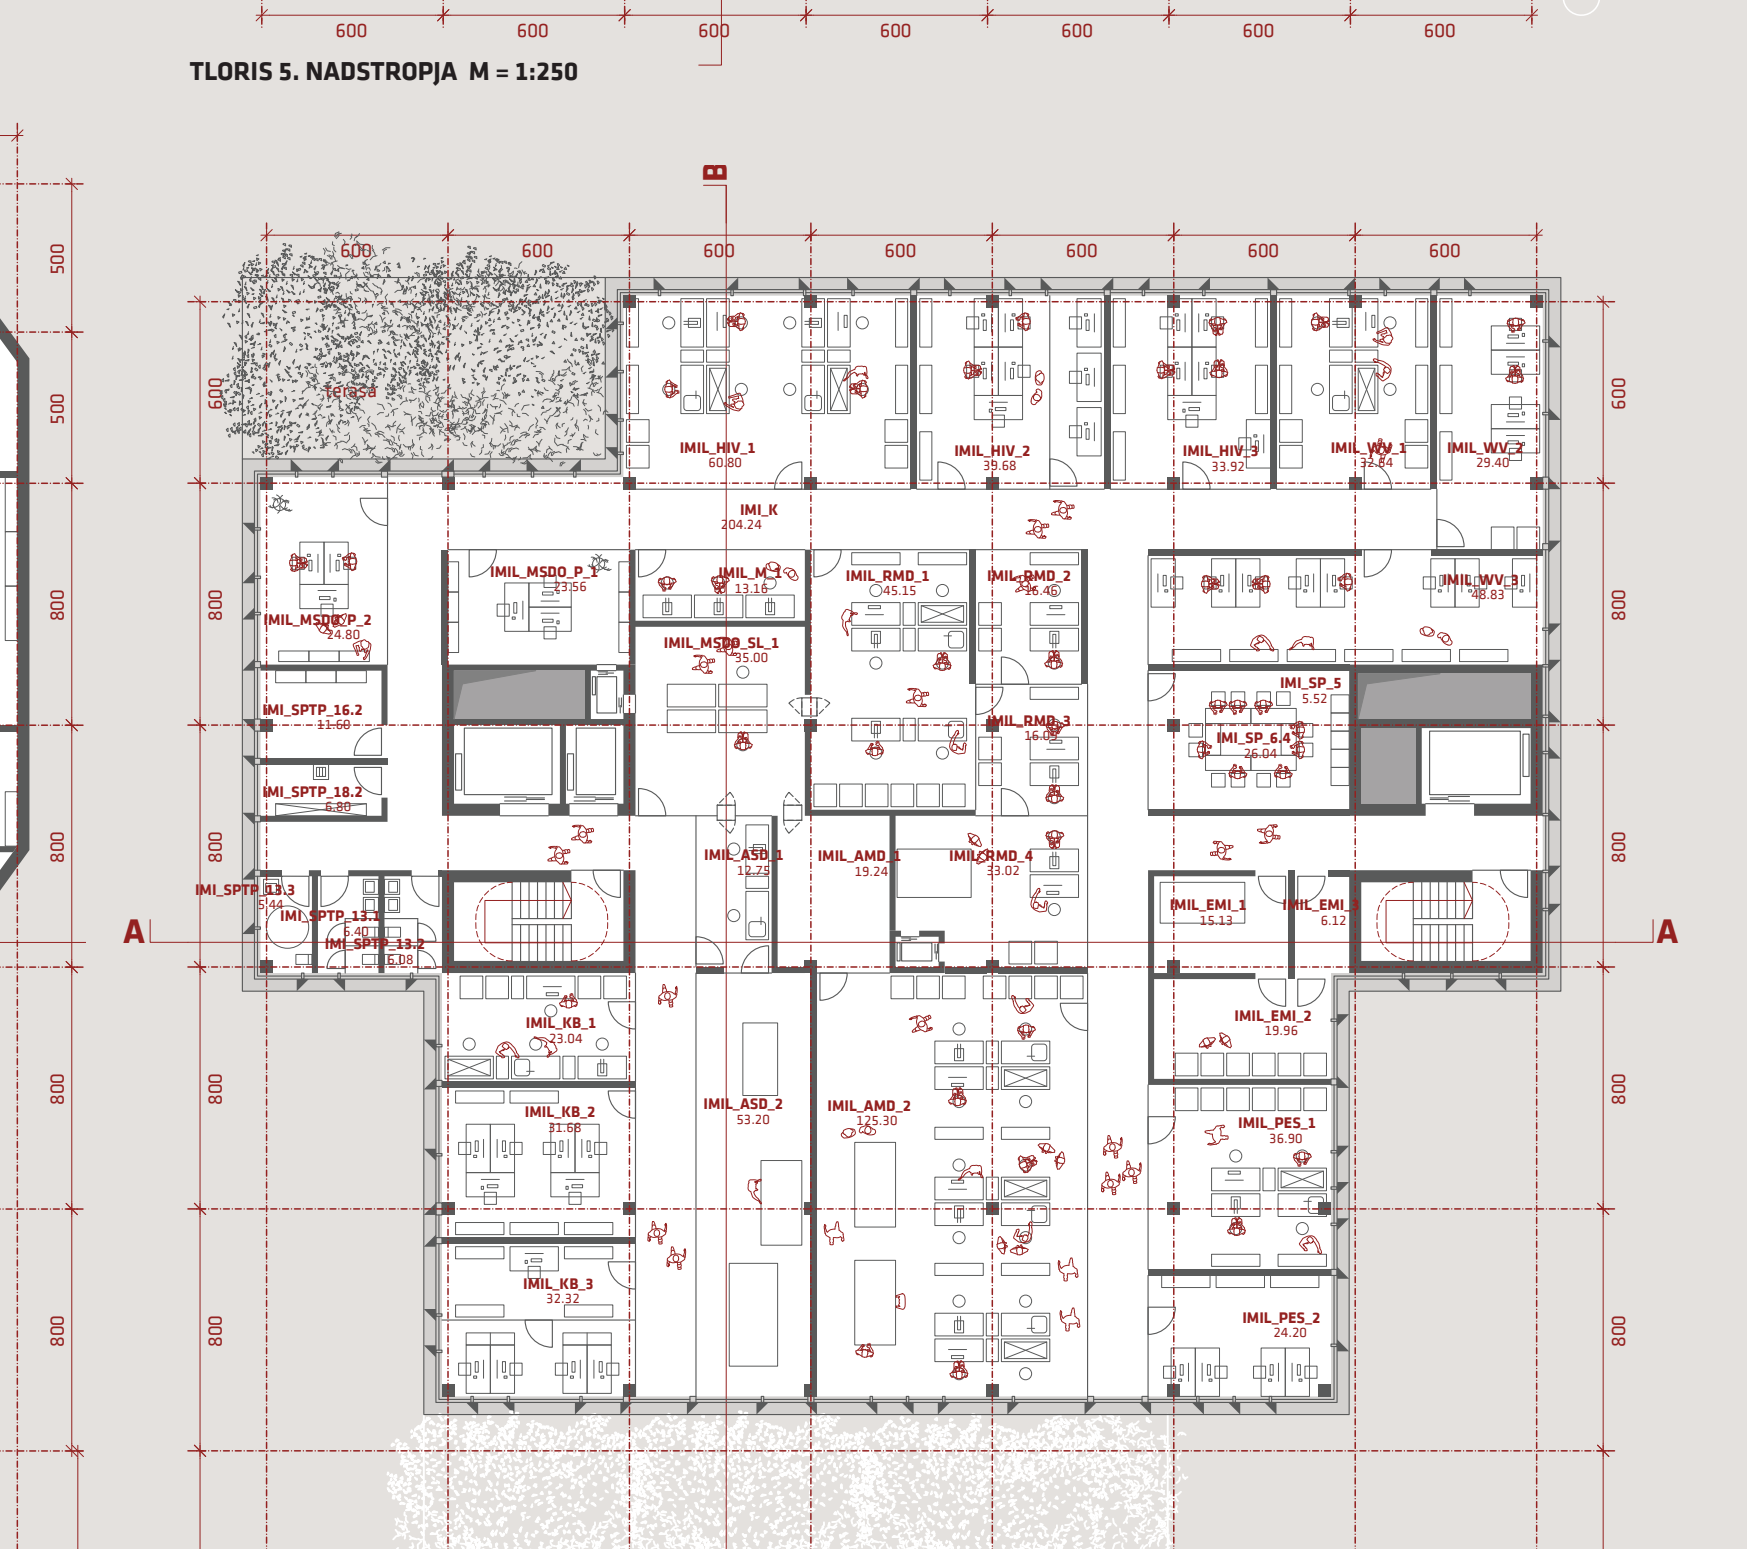 600 600 600 600 600 600 600
TLORIS 5. NADSTROPJA M = 1:250
B
600 600 600 600 600 600 600
500
500
800
800
800
800
600
800
800
800
800
600
800
800
800
terasa
IMIL_HIV_1
60.80
IMIL_HIV_2
39.68
IMIL_HIV_3
33.92
IMIL_WV_1
32.84
IMIL_WV_2
29.40
IMI_K
204.24
IMIL_MSDO_P_1
23.56
IMIL_M_1
13.16
IMIL_RMD_1
45.15
IMIL_RMD_2
16.46
IMIL_WV_3
48.83
IMIL_MSDO_P_2
24.80
IMIL_MSDO_SL_1
35.00
IMI_SP_5
5.52
IMI_SPTP_16.2
11.60
IMIL_RMD_3
IMI_SP_6.4
26.04
IMI_SPTP_18.2
6.80
IMIL_ASD_1
12.75
IMIL_AMD_1
19.24
IMIL_RMD_4
33.02
IMI_SPTP_13.3
5.44
IMI_SPTP_13.1
6.40
IMI_SPTP_13.2
6.08
IMIL_EMI_1
15.13
IMIL_EMI_3
6.12
A
A
IMIL_KB_1
23.04
IMIL_EMI_2
19.96
IMIL_KB_2
31.68
IMIL_ASD_2
53.20
IMIL_AMD_2
125.30
IMIL_PES_1
36.90
IMIL_KB_3
32.32
IMIL_PES_2
24.20